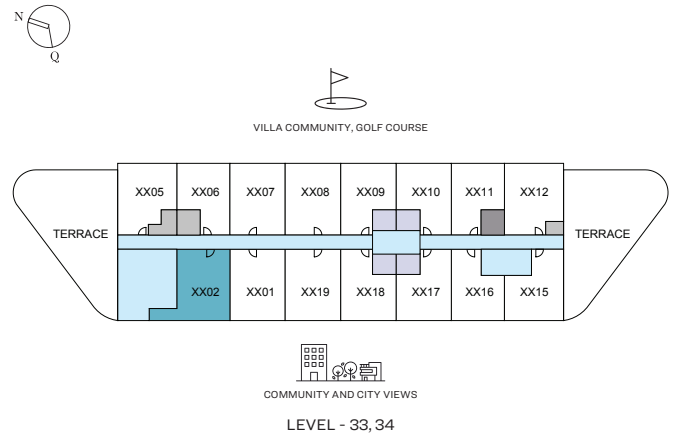 N
Q
VILLA COMMUNITY, GOLF COURSE
XX05 XX06 XX07 XX08 XX09 XX10 XX11 XX12
TERRACE TERRACE
XX02 XX01 XX19 XX18 XX17 XX16 XX15
COMMUNITY AND CITY VIEWS
LEVEL - 33, 34